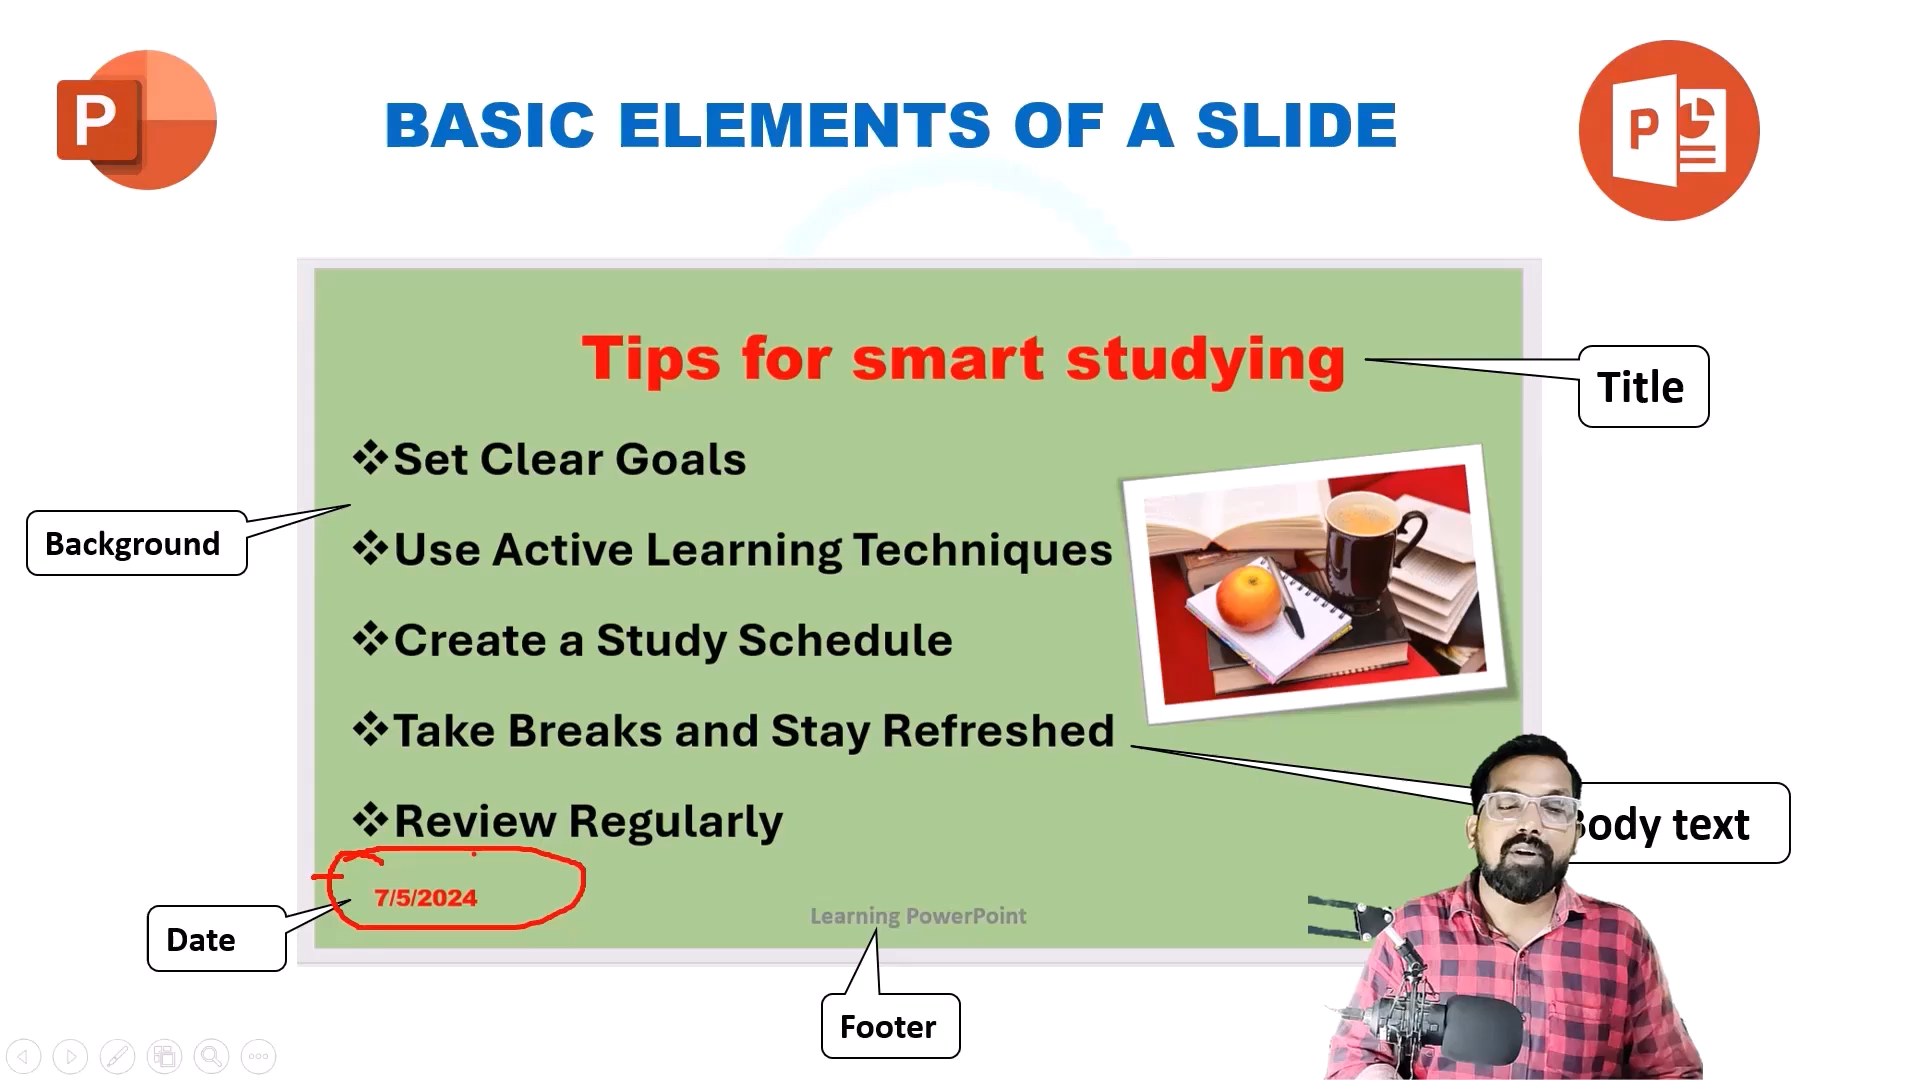 P
BASIC ELEMENTS OF A SLIDE
P
Tips for smart studying
Title
❖Set Clear Goals
Background
❖Use Active Learning Techniques
❖Create a Study Schedule
❖Take Breaks and Stay Refreshed
Body text
❖Review Regularly
7/5/2024
Learning PowerPoint
Date
Footer